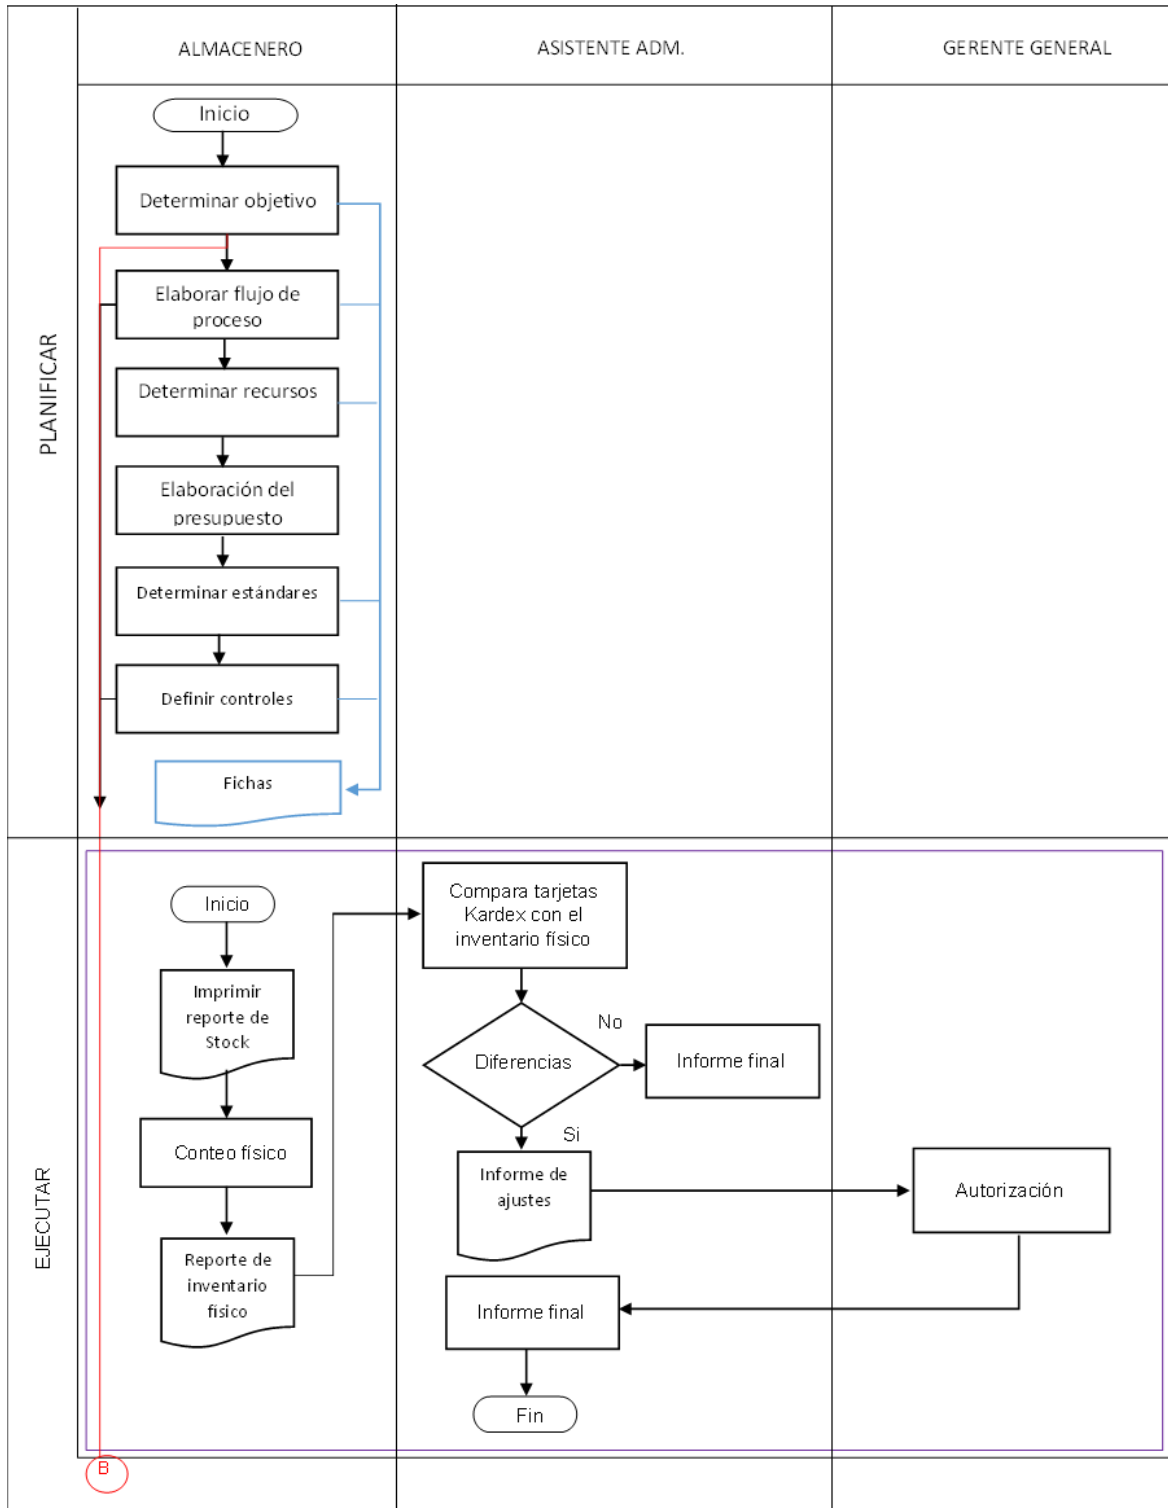 ALMACENERO
ASISTENTE ADM.
GERENTE GENERAL
PLANIFICAR
Inicio
Determinar objetivo
Elaborar flujo de
proceso
Determinar recursos
Elaboración del
presupuesto
Determinar estándares
Definir controles
Fichas
EJECUTAR
Inicio
Imprimir
reporte de
Stock
Conteo físico
Reporte de
inventario
físico
Compara tarjetas
Kardex con el
inventario físico
Diferencias
No
Informe final
Si
Informe de
ajustes
Autorización
Informe final
Fin
B